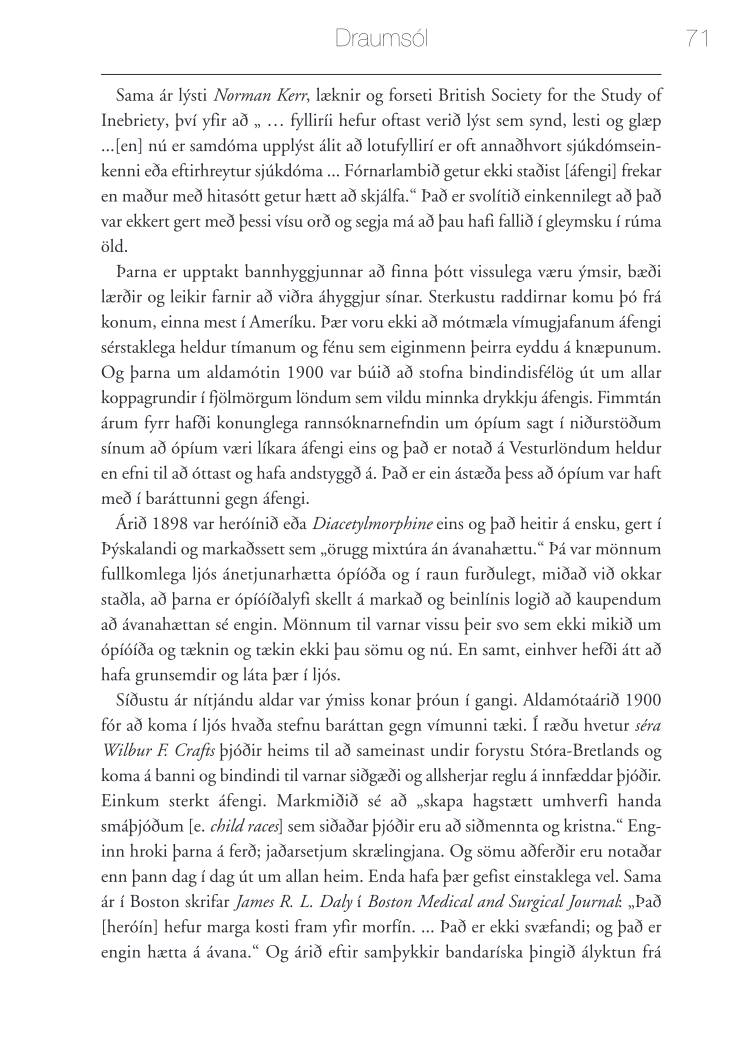 Draumsól 71
Sama ár lýsti Norman Kerr, læknir og forseti British Society for the Study of
Inebriety, því yfir að „ … fylliríi hefur oftast verið lýst sem synd, lesti og glæp
...[en] nú er samdóma upplýst álit að lotufyllirí er oft annaðhvort sjúkdómsein-
kenni eða eftirhreytur sjúkdóma ... Fórnarlambið getur ekki staðist [áfengi] frekar
en maður með hitasótt getur hætt að skjálfa.“ Það er svolítið einkennilegt að það
var ekkert gert með þessi vísu orð og segja má að þau hafi fallið í gleymsku í rúma
öld.
Þarna er upptakt bannhyggjunnar að finna þótt vissulega væru ýmsir, bæði
lærðir og leikir farnir að viðra áhyggjur sínar. Sterkustu raddirnar komu þó frá
konum, einna mest í Ameríku. Þær voru ekki að mótmæla vímugjafanum áfengi
sérstaklega heldur tímanum og fénu sem eiginmenn þeirra eyddu á knæpunum.
Og þarna um aldamótin 1900 var búið að stofna bindindisfélög út um allar
koppagrundir í fjölmörgum löndum sem vildu minnka drykkju áfengis. Fimmtán
árum fyrr hafði konunglega rannsóknarnefndin um ópíum sagt í niðurstöðum
sínum að ópíum væri líkara áfengi eins og það er notað á Vesturlöndum heldur
en efni til að óttast og hafa andstyggð á. Það er ein ástæða þess að ópíum var haft
með í baráttunni gegn áfengi.
Árið 1898 var heróínið eða Diacetylmorphine eins og það heitir á ensku, gert í
Þýskalandi og markaðssett sem „örugg mixtúra án ávanahættu.“ Þá var mönnum
fullkomlega ljós ánetjunarhætta ópíóða og í raun furðulegt, miðað við okkar
staðla, að þarna er ópíóíðalyfi skellt á markað og beinlínis logið að kaupendum
að ávanahættan sé engin. Mönnum til varnar vissu þeir svo sem ekki mikið um
ópíóíða og tæknin og tækin ekki þau sömu og nú. En samt, einhver hefði átt að
hafa grunsemdir og láta þær í ljós.
Síðustu ár nítjándu aldar var ýmiss konar þróun í gangi. Aldamótaárið 1900
fór að koma í ljós hvaða stefnu baráttan gegn vímunni tæki. Í ræðu hvetur séra
Wilbur F. Crafts þjóðir heims til að sameinast undir forystu Stóra-Bretlands og
koma á banni og bindindi til varnar siðgæði og allsherjar reglu á innfæddar þjóðir.
Einkum sterkt áfengi. Markmiðið sé að „skapa hagstætt umhverfi handa
smáþjóðum [e. child races] sem siðaðar þjóðir eru að siðmennta og kristna.“ Eng-
inn hroki þarna á ferð; jaðarsetjum skrælingjana. Og sömu aðferðir eru notaðar
enn þann dag í dag út um allan heim. Enda hafa þær gefist einstaklega vel. Sama
ár í Boston skrifar James R. L. Daly í Boston Medical and Surgical Journal: „Það
[heróín] hefur marga kosti fram yfir morfín. ... Það er ekki svæfandi; og það er
engin hætta á ávana.“ Og árið eftir samþykkir bandaríska þingið ályktun frá